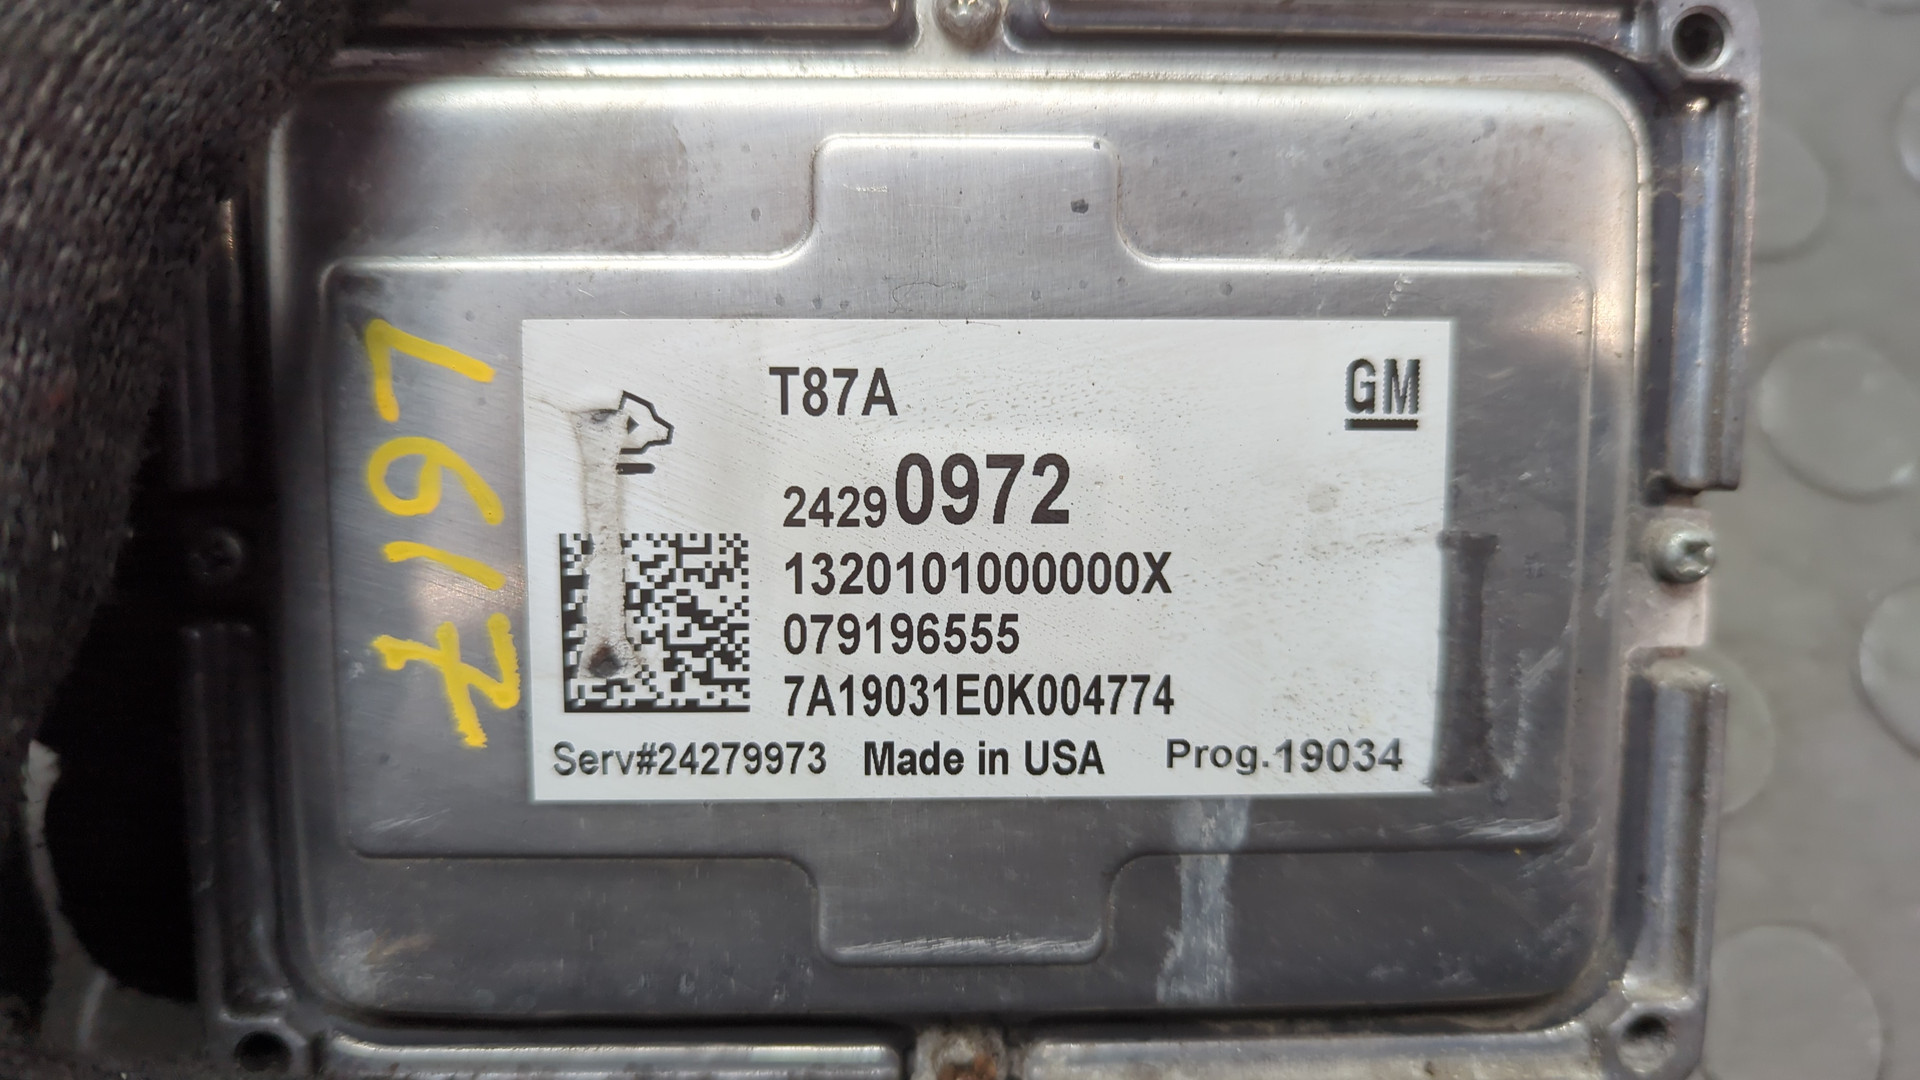 T87A
GM
24290972
1320101000000X
079196555
7A19031E0K004774
Serv#24279973 Made in USA Prog.19034